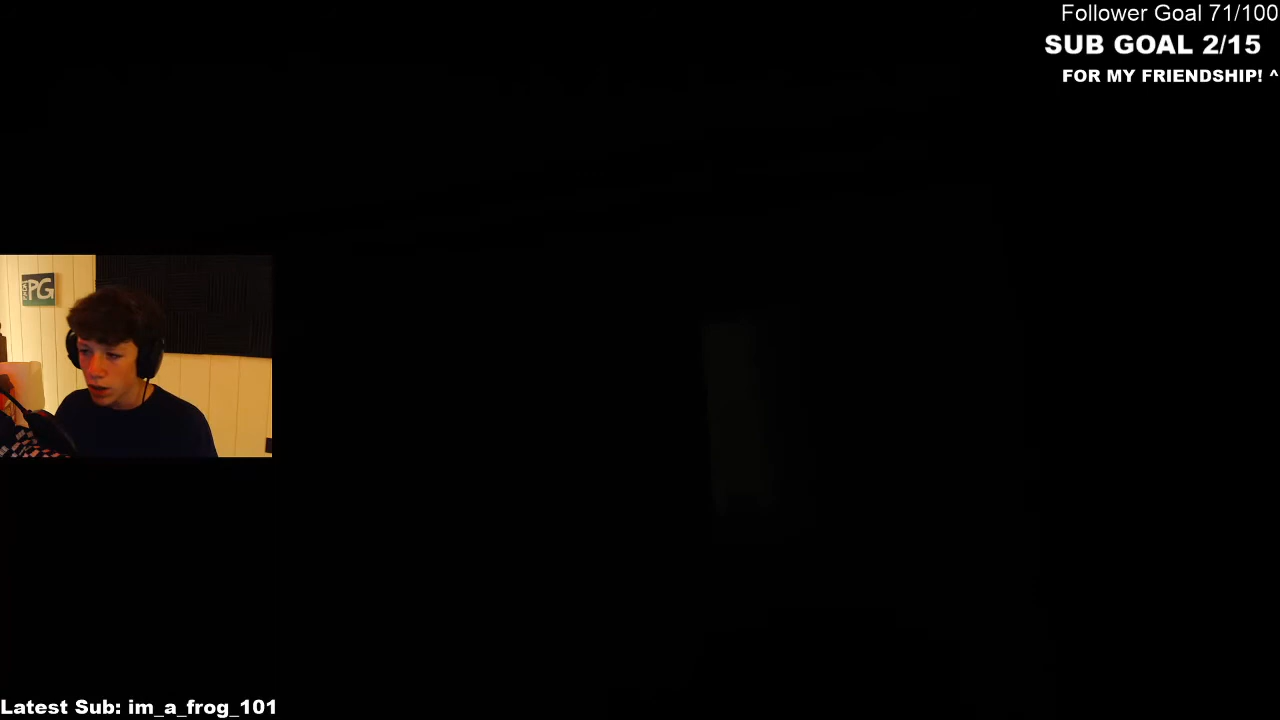 Follower Goal 71/100
SUB GOAL 2/15
FOR MY FRIENDSHIP! ^
PG
Latest Sub: im_a_frog_101